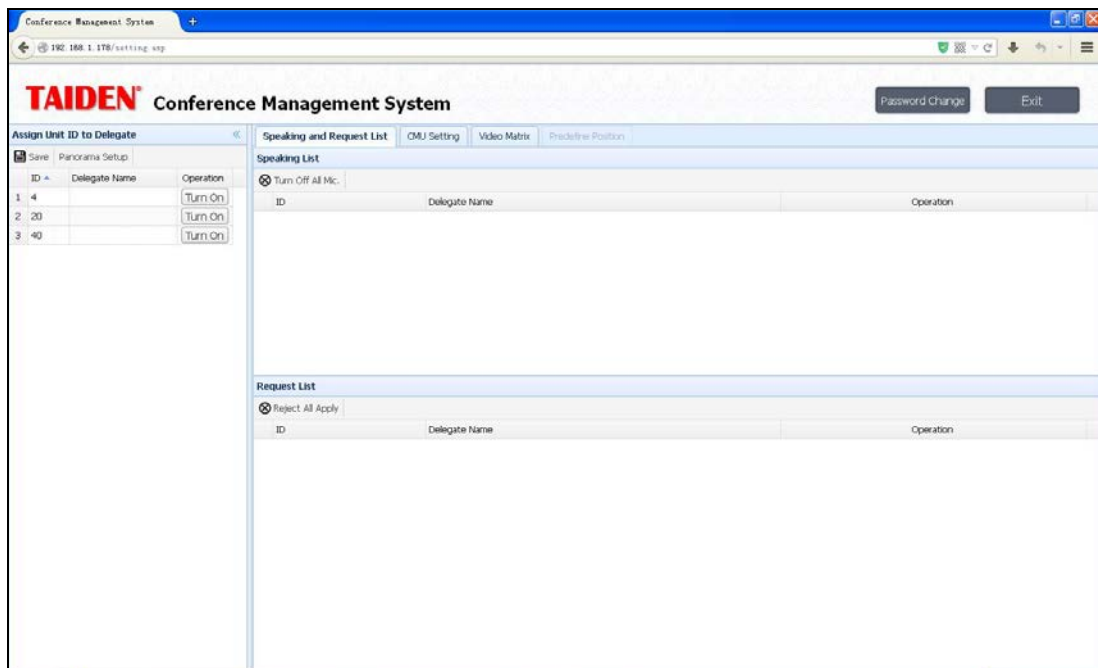 Conference Management System
192.168.1.178/setting.asp
TAIDEN Conference Management System
Password Change
Exit
Assign Unit ID to Delegate
Speaking and Request List
CMU Setting
Video Matrix
Predefine Position
Save
Panorama Setup
Speaking List
ID
Delegate Name
Operation
Turn Off All Mic.
1 4 Turn On
2 20 Turn On
3 40 Turn On
ID
Delegate Name
Operation
Request List
Reject All Apply
ID
Delegate Name
Operation